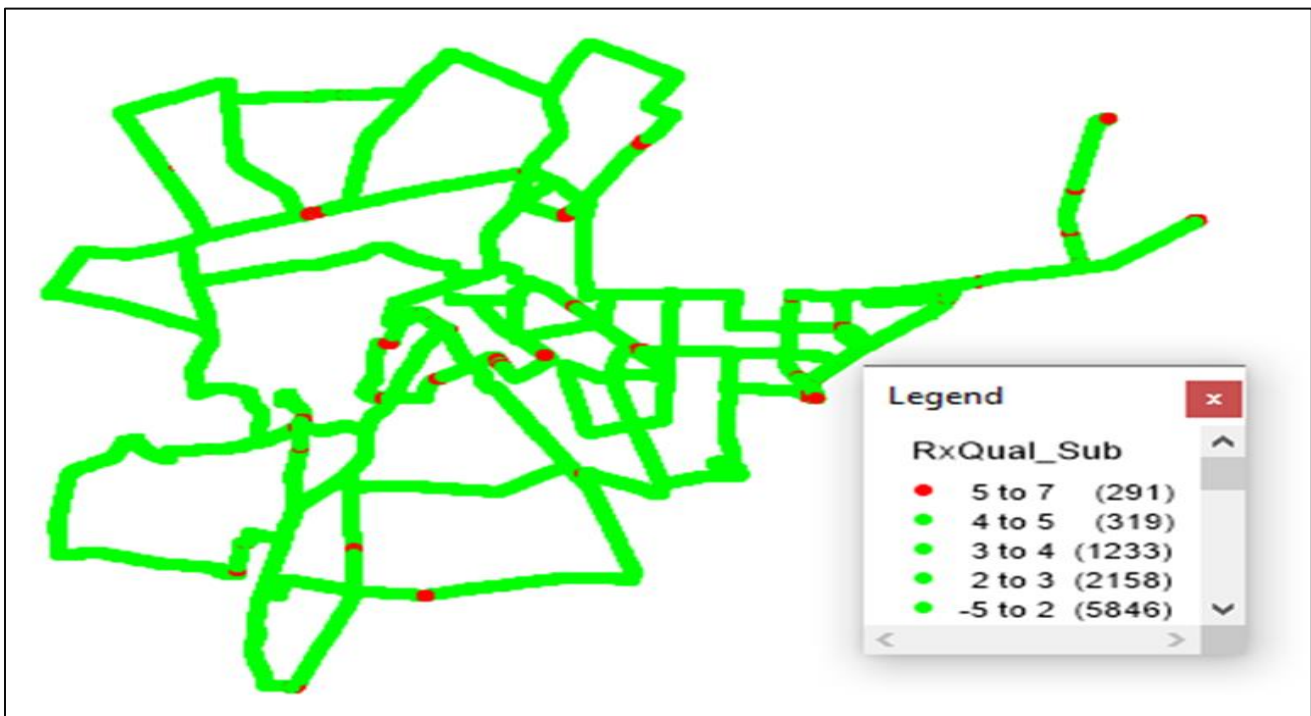 Legend
x
RxQual_Sub
5 to 7 (291)
4 to 5 (319)
3 to 4 (1233)
2 to 3 (2158)
-5 to 2 (5846)